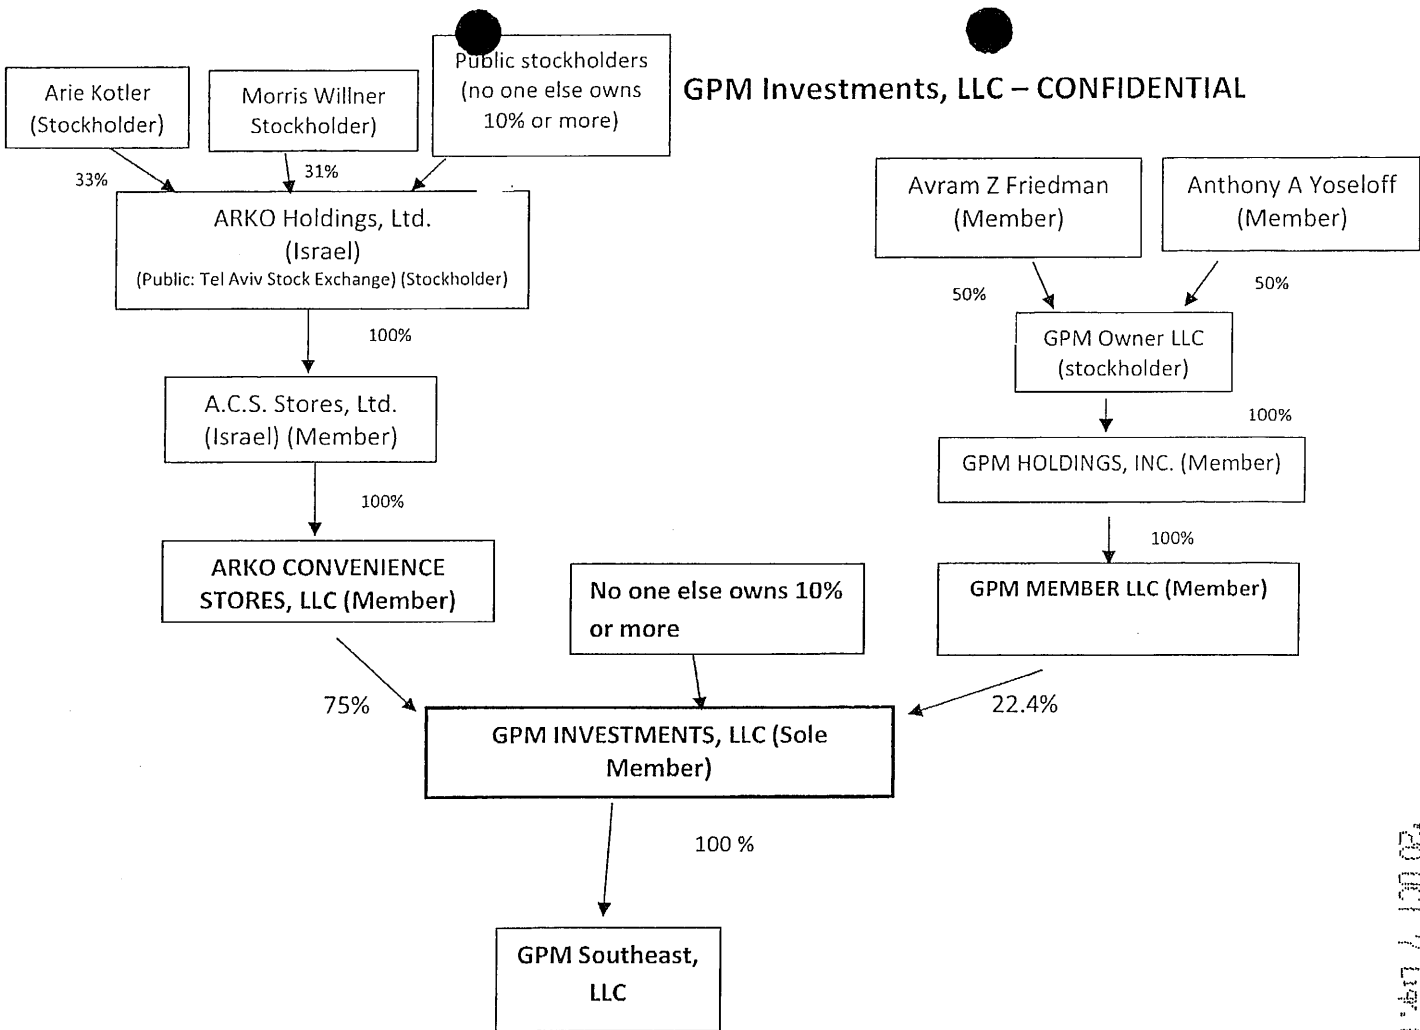 GPM Investments, LLC – CONFIDENTIAL
Arie Kotler
(Stockholder)
Morris Willner
Stockholder)
Public stockholders
(no one else owns
10% or more)
33%
31%
ARKO Holdings, Ltd.
(Israel)
(Public: Tel Aviv Stock Exchange) (Stockholder)
100%
A.C.S. Stores, Ltd.
(Israel) (Member)
100%
ARKO CONVENIENCE
STORES, LLC (Member)
75%
Avram Z Friedman
(Member)
Anthony A Yoseloff
(Member)
50%
50%
GPM Owner LLC
(stockholder)
100%
GPM HOLDINGS, INC. (Member)
100%
GPM MEMBER LLC (Member)
22.4%
No one else owns 10%
or more
GPM INVESTMENTS, LLC (Sole
Member)
100 %
GPM Southeast,
LLC